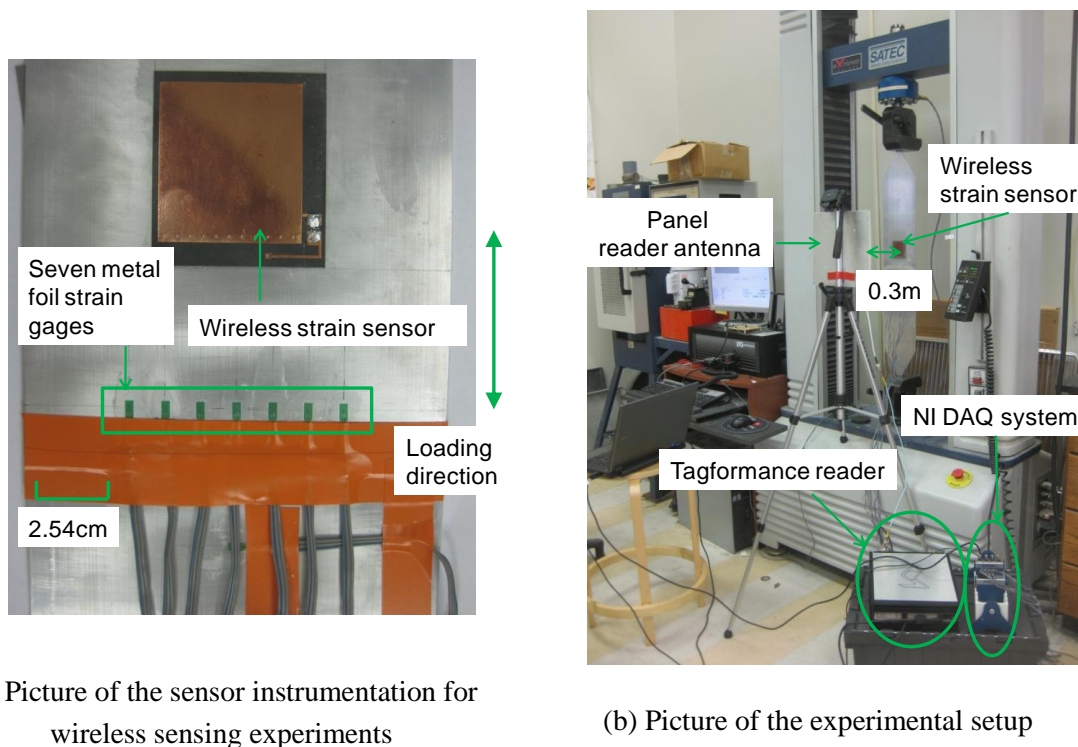 Seven metal
foil strain
gages
Wireless strain sensor
Loading
direction
2.54cm
Picture of the sensor instrumentation for
wireless sensing experiments
SATEC
Wireless
strain sensor
Panel
reader antenna
0.3m
NI DAQ system
Tagformance reader
(b) Picture of the experimental setup